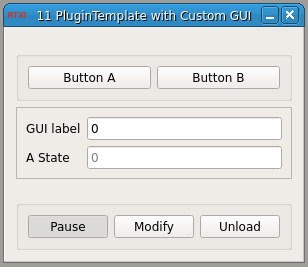 RTXI 11 PluginTemplate with Custom GUI
Button A Button B
GUI label 0
A State 0
Pause Modify Unload